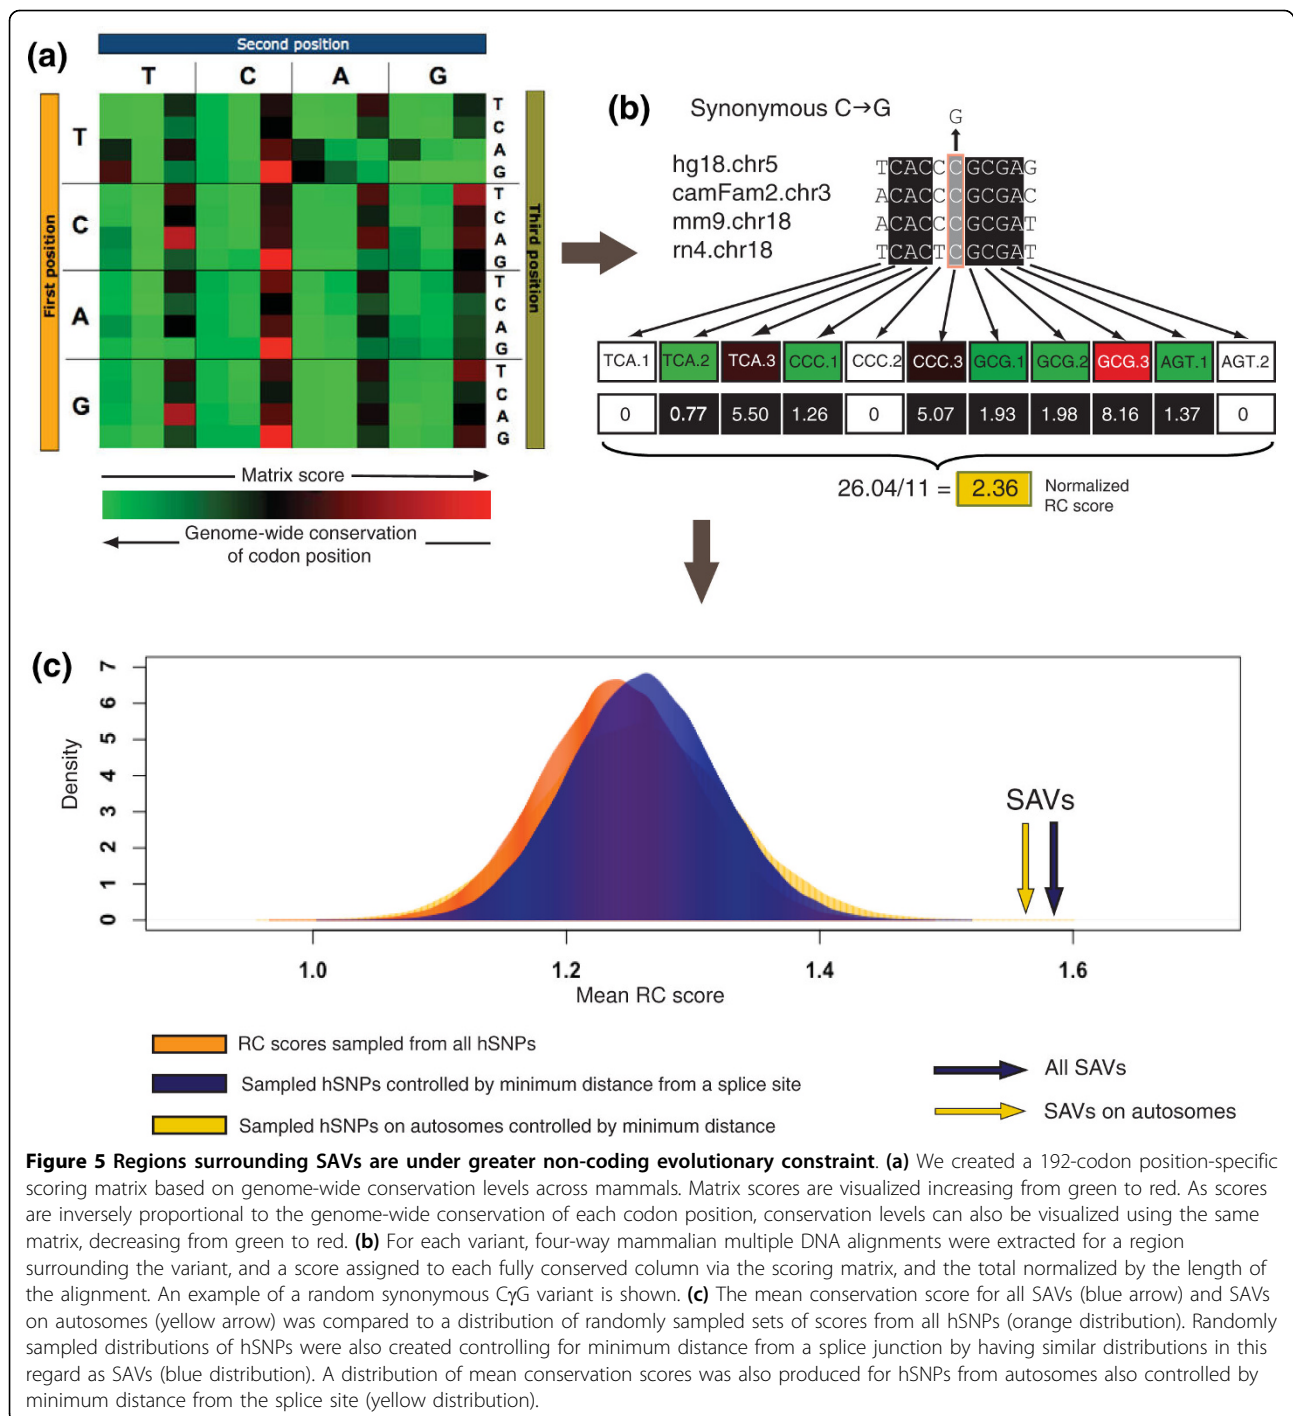 (a)
Second position
T C A G
First position
T
C
A
G
T
C
A
G
T
C
A
G
T
C
A
G
T
C
A
G
Third position
Matrix score
Genome-wide conservation
of codon position
(b)
Synonymous C→G
G
hg18.chr5 TCACCCGCGAG
camFam2.chr3 ACACCCGCGAC
mm9.chr18 ACACCCGCGAT
rn4.chr18 TCACTCGCGAT
TCA.1 TCA.2 TCA.3 CCC.1 CCC.2 CCC.3 GCG.1 GCG.2 GCG.3 AGT.1 AGT.2
0 0.77 5.50 1.26 0 5.07 1.93 1.98 8.16 1.37 0
26.04/11 = 2.36 Normalized
RC score
(c)
7
6
5
4
3
2
1
0
Density
SAVs
1.0 1.2 1.4 1.6
Mean RC score
RC scores sampled from all hSNPs
Sampled hSNPs controlled by minimum distance from a splice site
Sampled hSNPs on autosomes controlled by minimum distance
All SAVs
SAVs on autosomes
Figure 5 Regions surrounding SAVs are under greater non-coding evolutionary constraint. (a) We created a 192-codon position-specific
scoring matrix based on genome-wide conservation levels across mammals. Matrix scores are visualized increasing from green to red. As scores
are inversely proportional to the genome-wide conservation of each codon position, conservation levels can also be visualized using the same
matrix, decreasing from green to red. (b) For each variant, four-way mammalian multiple DNA alignments were extracted for a region
surrounding the variant, and a score assigned to each fully conserved column via the scoring matrix, and the total normalized by the length of
the alignment. An example of a random synonymous CγG variant is shown. (c) The mean conservation score for all SAVs (blue arrow) and SAVs
on autosomes (yellow arrow) was compared to a distribution of randomly sampled sets of scores from all hSNPs (orange distribution). Randomly
sampled distributions of hSNPs were also created controlling for minimum distance from a splice junction by having similar distributions in this
regard as SAVs (blue distribution). A distribution of mean conservation scores was also produced for hSNPs from autosomes also controlled by
minimum distance from the splice site (yellow distribution).